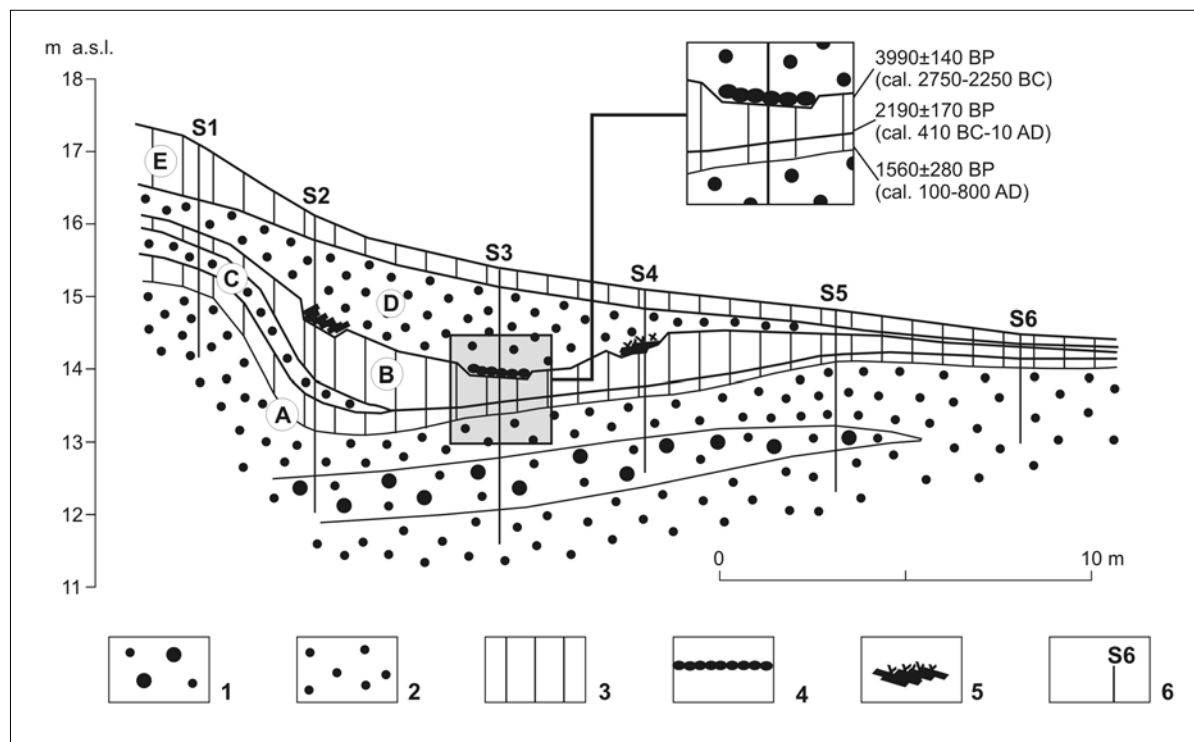 m a.s.l.
18
17
16
15
14
13
12
11
S1
S2
S3
S4
S5
S6
E
C
D
B
A
3990±140 BP
(cal. 2750-2250 BC)
2190±170 BP
(cal. 410 BC-10 AD)
1560±280 BP
(cal. 100-800 AD)
0 10 m
1
2
3
4
5
S6
6